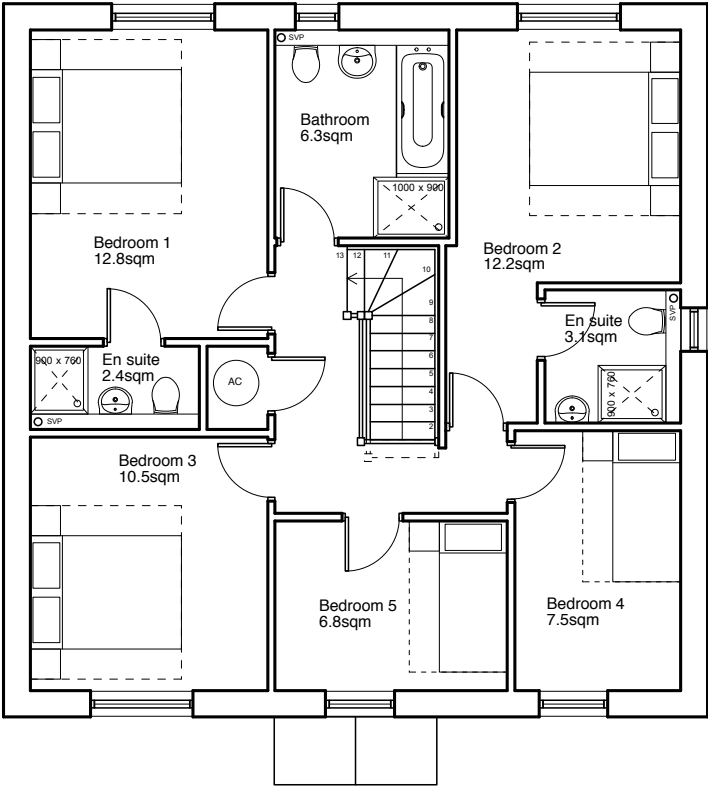 SVP
Bathroom
6.3sqm
1000 x 900
Bedroom 1
12.8sqm
Bedroom 2
12.2sqm
13
12
11
10
9
8
7
6
5
4
3
2
En suite
3.1sqm
SVP
900 x 760
900 x 760
En suite
2.4sqm
SVP
AC
Bedroom 3
10.5sqm
Bedroom 5
6.8sqm
Bedroom 4
7.5sqm